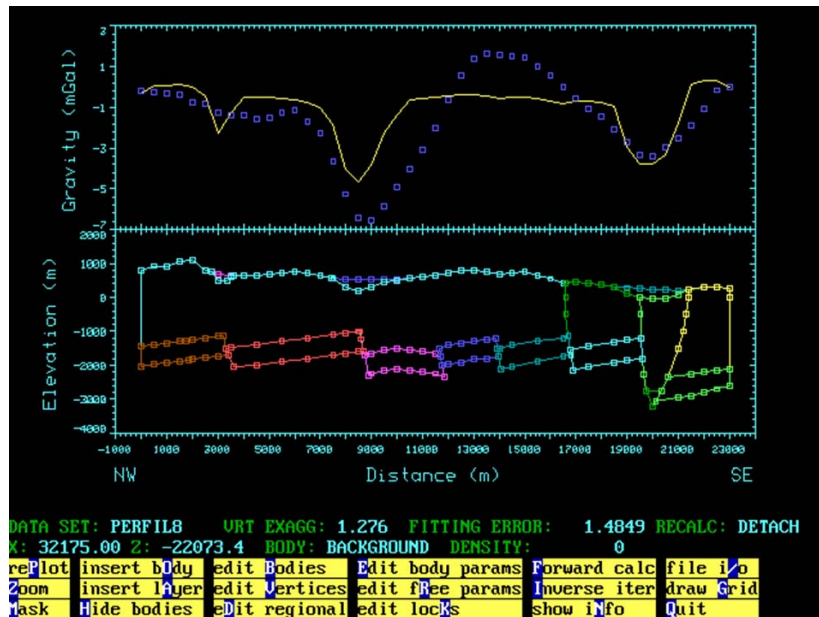 3
1
-1
-3
-5
-7
Gravity (mGal)
2000
1000
0
-1000
-2000
-3000
-4000
Elevation (m)
-1000 1000 3000 5000 7000 9000 11000 13000 15000 17000 19000 21000 23000
NW Distance (m) SE
DATA SET: PERFIL8 VRT EXAGG: 1.276 FITTING ERROR: 1.4849 RECALC: DETACH
X: 32175.00 Z: -22073.4 BODY: BACKGROUND DENSITY: 0
rePlot insert bOdy edit Bodies Edit body params Forward calc file i/o
Zoom insert lAyer edit Vertices edit fRee params Inverse iter draw Grid
Mask Hide bodies eDit regional edit locKs show iNfo Quit